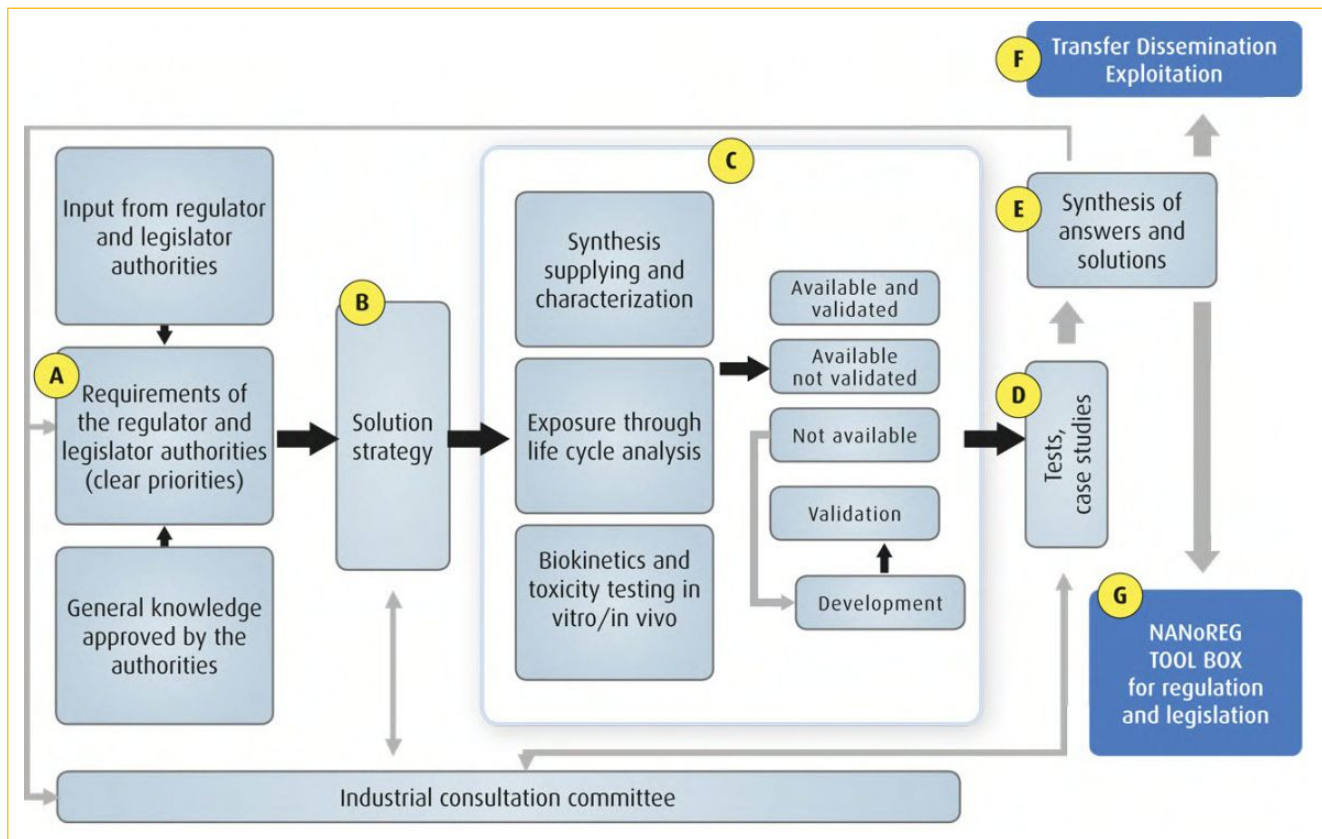 F
Transfer Dissemination
Exploitation
C
Input from regulator
and legislator
authorities
Synthesis
supplying and
characterization
E
Synthesis of
answers and
solutions
B
Available and
validated
A
Requirements of
the regulator and
legislator authorities
(clear priorities)
Solution
strategy
Exposure through
life cycle analysis
Available
not validated
D
Tests,
case studies
Not available
Validation
General knowledge
approved by the
authorities
Biokinetics and
toxicity testing in
vitro/in vivo
Development
G
NANoREG
TOOL BOX
for regulation
and legislation
Industrial consultation committee